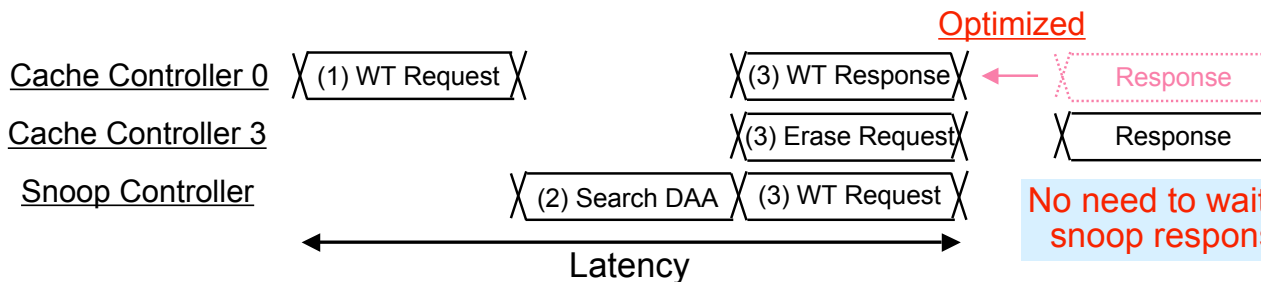 Optimized
Cache Controller 0 (1) WT Request (3) WT Response Response
Cache Controller 3 (3) Erase Request Response
Snoop Controller (2) Search DAA (3) WT Request
No need to wait
snoop respons
Latency